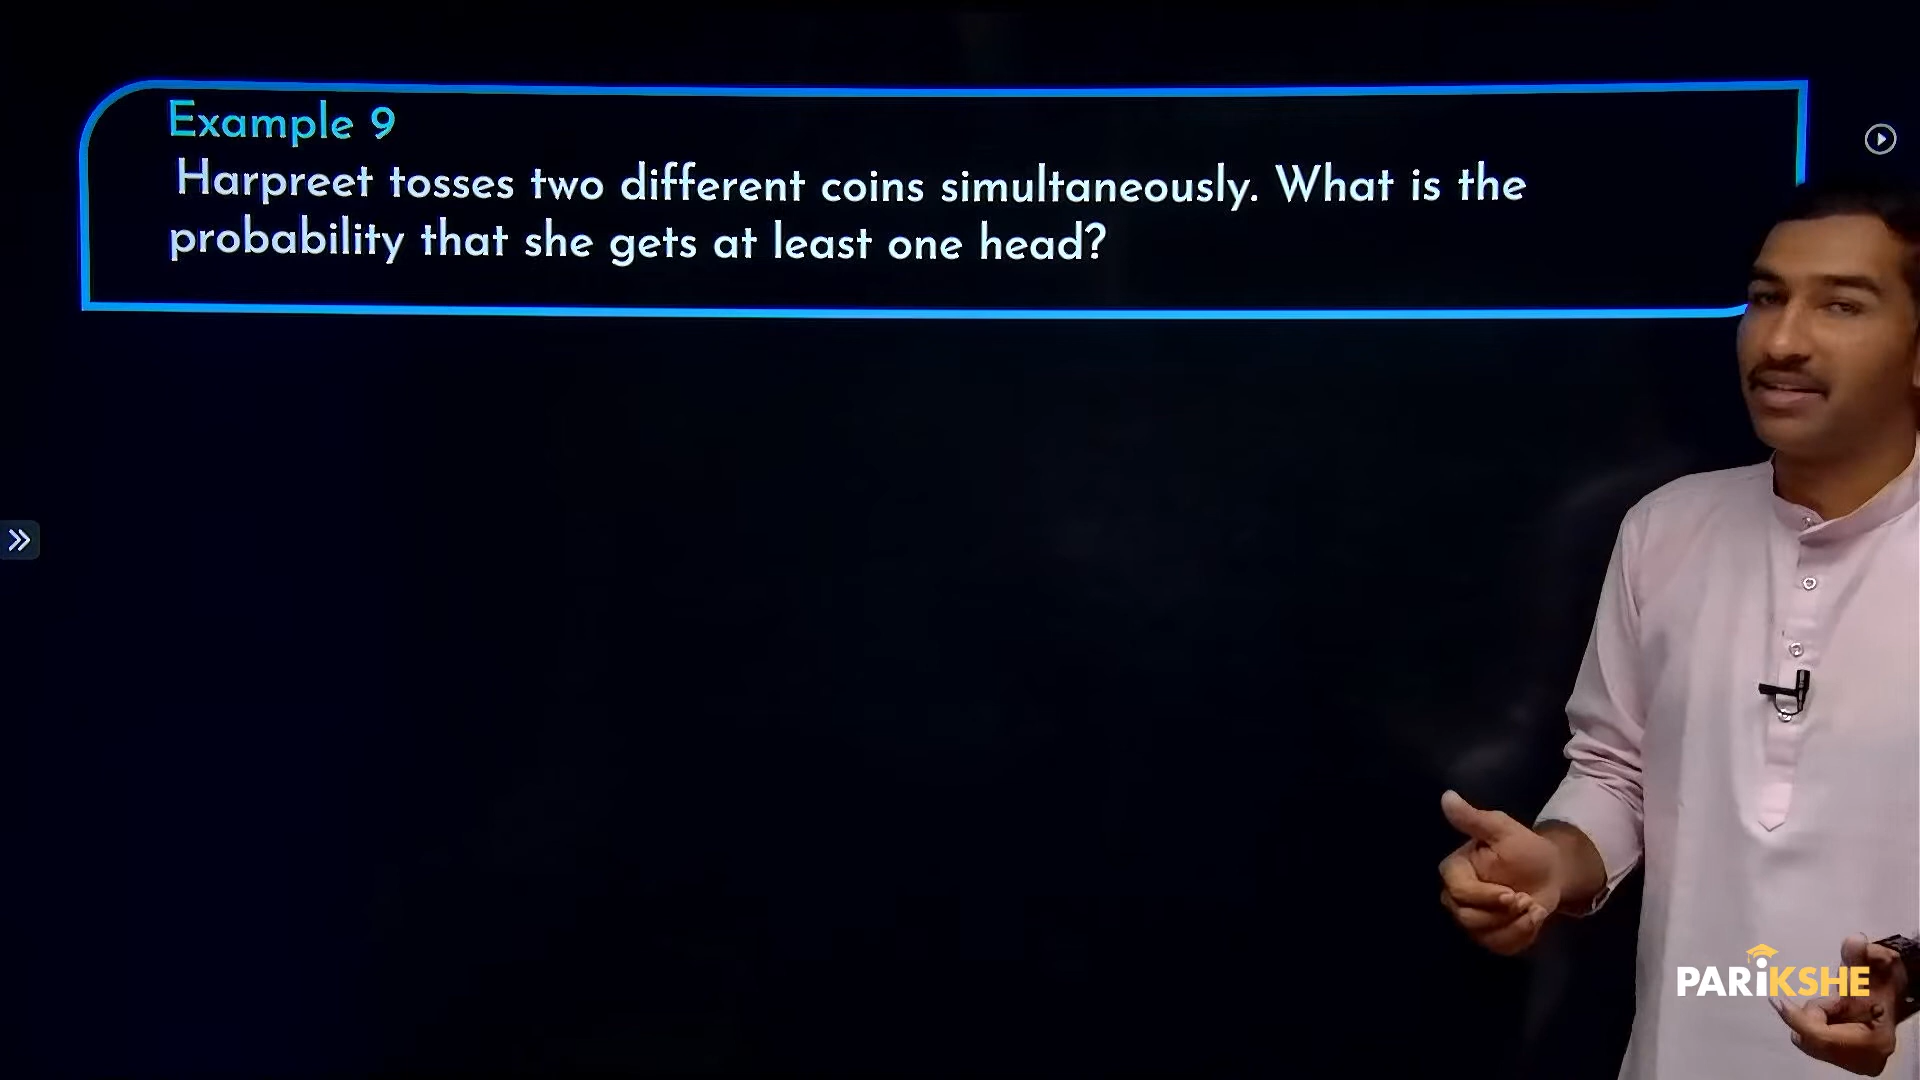 Example 9
Harpreet tosses two different coins simultaneously. What is the
probability that she gets at least one head?
PARiKSHE